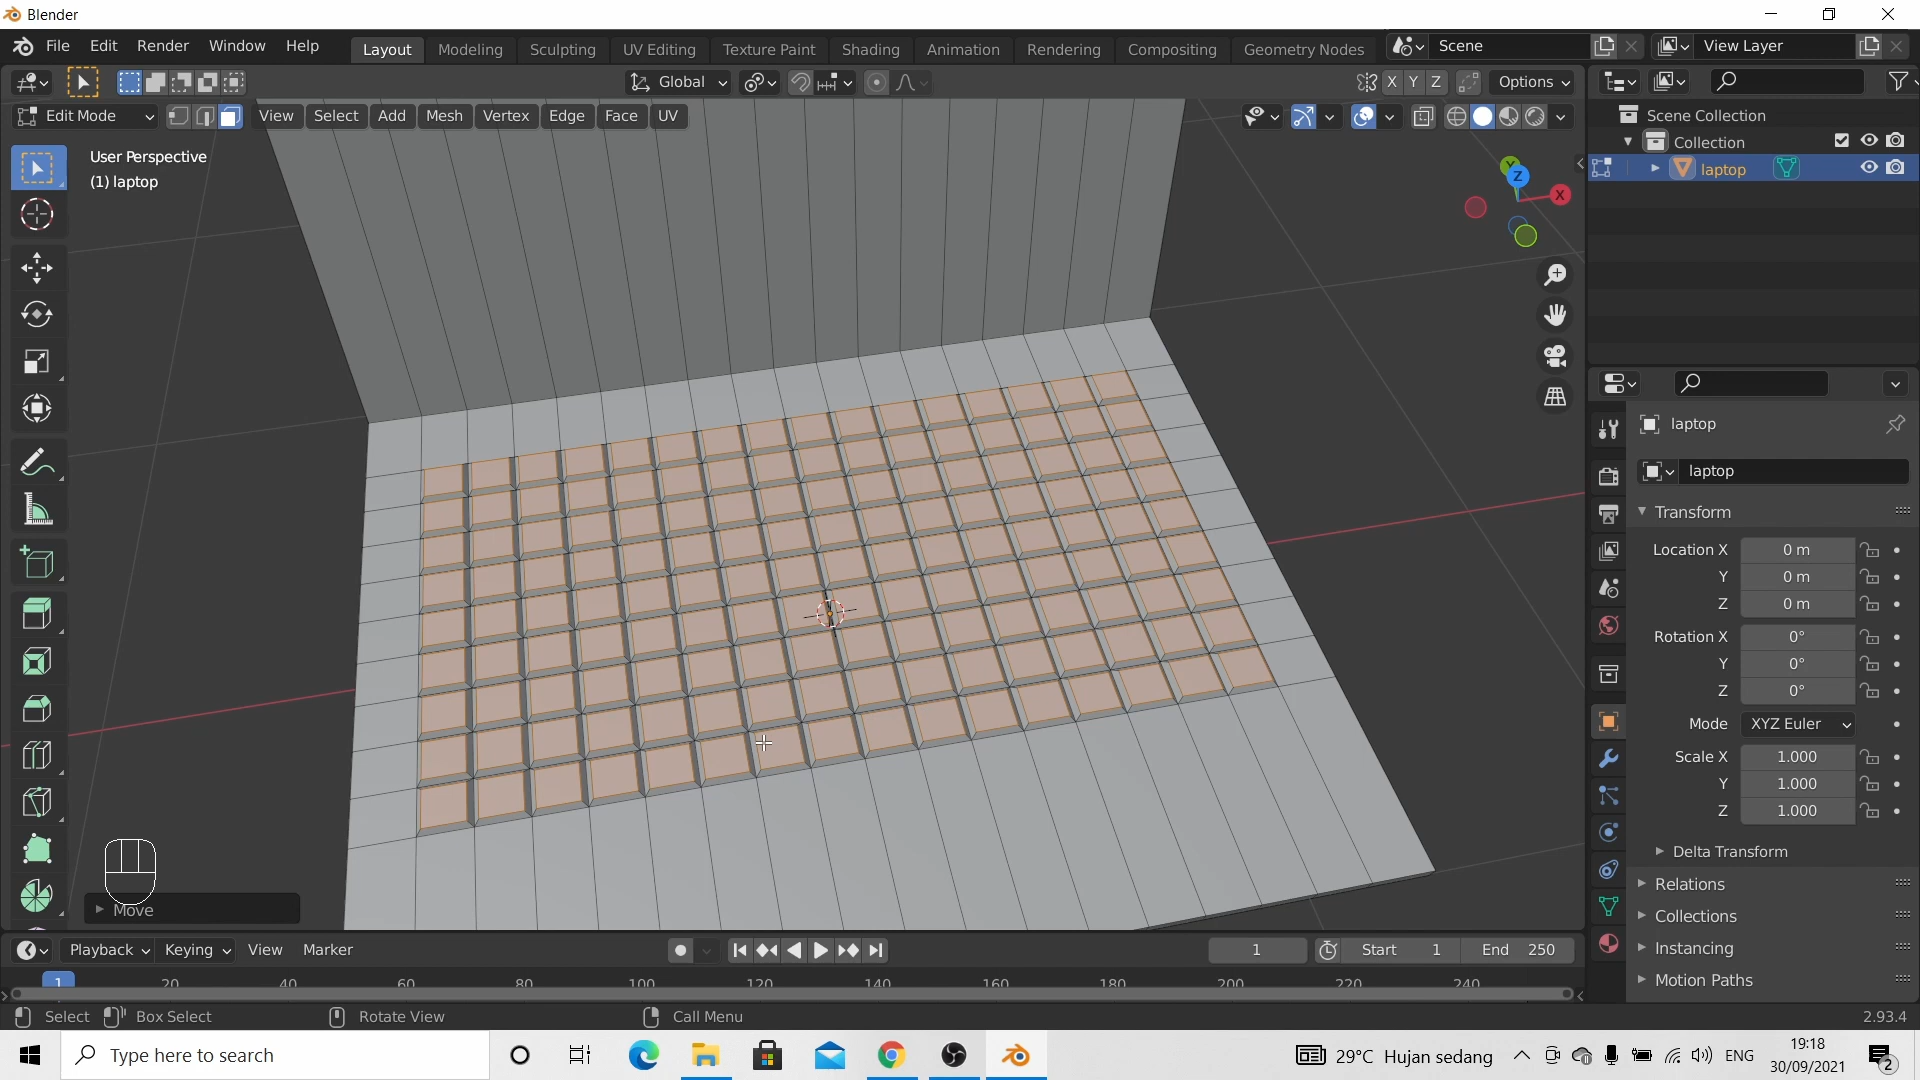 Blender
File Edit Render Window Help
Layout Modeling Sculpting UV Editing Texture Paint Shading Animation Rendering Compositing Geometry Nodes
Scene
View Layer
Global
X Y Z
Options
Edit Mode
View Select Add Mesh Vertex Edge Face UV
User Perspective
(1) laptop
Y
Z
X
Scene Collection
Collection
laptop
laptop
laptop
Transform
Location X 0 m
Y 0 m
Z 0 m
Rotation X 0°
Y 0°
Z 0°
Mode XYZ Euler
Scale X 1.000
Y 1.000
Z 1.000
Delta Transform
Relations
Collections
Instancing
Motion Paths
Move
Playback Keying View Marker
1
Start 1
End 250
1 20 40 60 80 100 120 140 160 180 200 220 240
Select Box Select Rotate View Call Menu
2.93.4
Type here to search
29°C Hujan sedang
ENG
19:18
30/09/2021
2